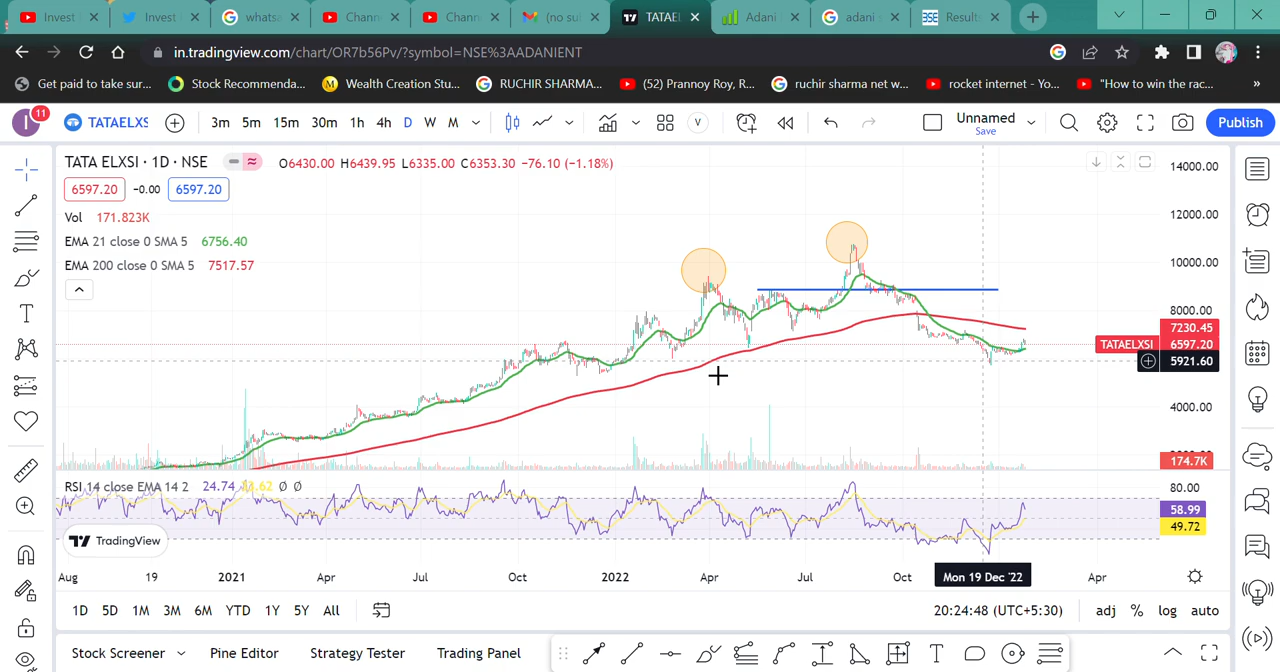 Invest
Invest
whatsa
Chann
Chann
(no su
TATAEL
Adani
adani s
Results
in.tradingview.com/chart/OR7b56Pv/?symbol=NSE%3AADANIENT
Get paid to take sur...
Stock Recommenda...
Wealth Creation Stu...
RUCHIR SHARMA...
(52) Prannoy Roy, R...
ruchir sharma net w...
rocket internet - Yo...
"How to win the rac...
»
I
11
TATAELXS
3m 5m 15m 30m 1h 4h D W M
V
Unnamed
Save
Publish
TATA ELXSI · 1D · NSE
O6430.00 H6439.95 L6335.00 C6353.30 -76.10 (-1.18%)
6597.20 -0.00 6597.20
Vol 171.823K
EMA 21 close 0 SMA 5 6756.40
EMA 200 close 0 SMA 5 7517.57
14000.00
12000.00
10000.00
8000.00
7230.45
TATAELXSI 6597.20
5921.60
4000.00
174.7K
RSI 14 close EMA 14 2 24.74 Ø Ø
80.00
58.99
49.72
TradingView
Aug 19 2021 Apr Jul Oct 2022 Apr Jul Oct Mon 19 Dec '22 Apr
1D 5D 1M 3M 6M YTD 1Y 5Y All
20:24:48 (UTC+5:30) adj % log auto
Stock Screener Pine Editor Strategy Tester Trading Panel